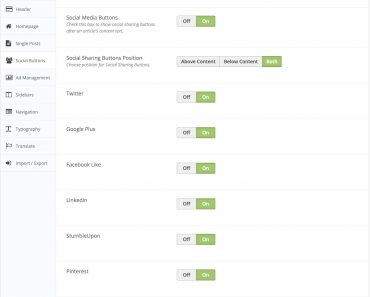 Header
Homepage
Single Posts
Social Buttons
Ad Management
Sidebars
Navigation
Typography
Translate
Import / Export
Social Media Buttons
Check this box to show social sharing buttons
after an article's content text.
Off On
Social Sharing Buttons Position
Choose position for Social Sharing Buttons.
Above Content Below Content Both
Twitter
Off On
Google Plus
Off On
Facebook Like
Off On
LinkedIn
Off On
StumbleUpon
Off On
Pinterest
Off On